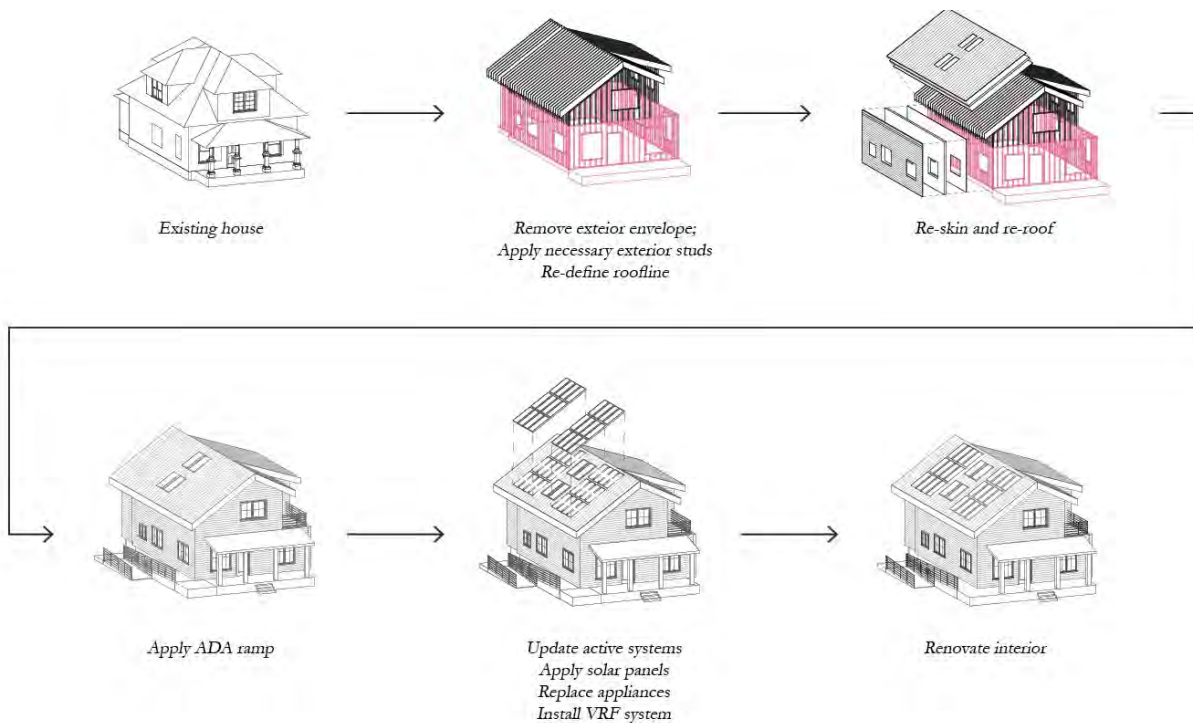 Existing house
Remove exteior envelope;
Apply necessary exterior studs
Re-define roofline
Re-skin and re-roof
Apply ADA ramp
Update active systems
Apply solar panels
Replace appliances
Install VRF system
Renovate interior